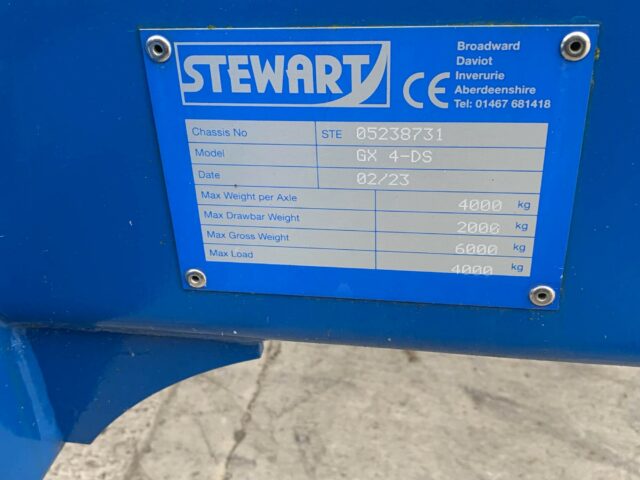 STEWART
CE
Broadward
Daviot
Inverurie
Aberdeenshire
Tel: 01467 681418
Chassis No STE 05238731
Model GX 4-DS
Date 02/23
Max Weight per Axle 4000 kg
Max Drawbar Weight 2000 kg
Max Gross Weight 6000 kg
Max Load 4000 kg